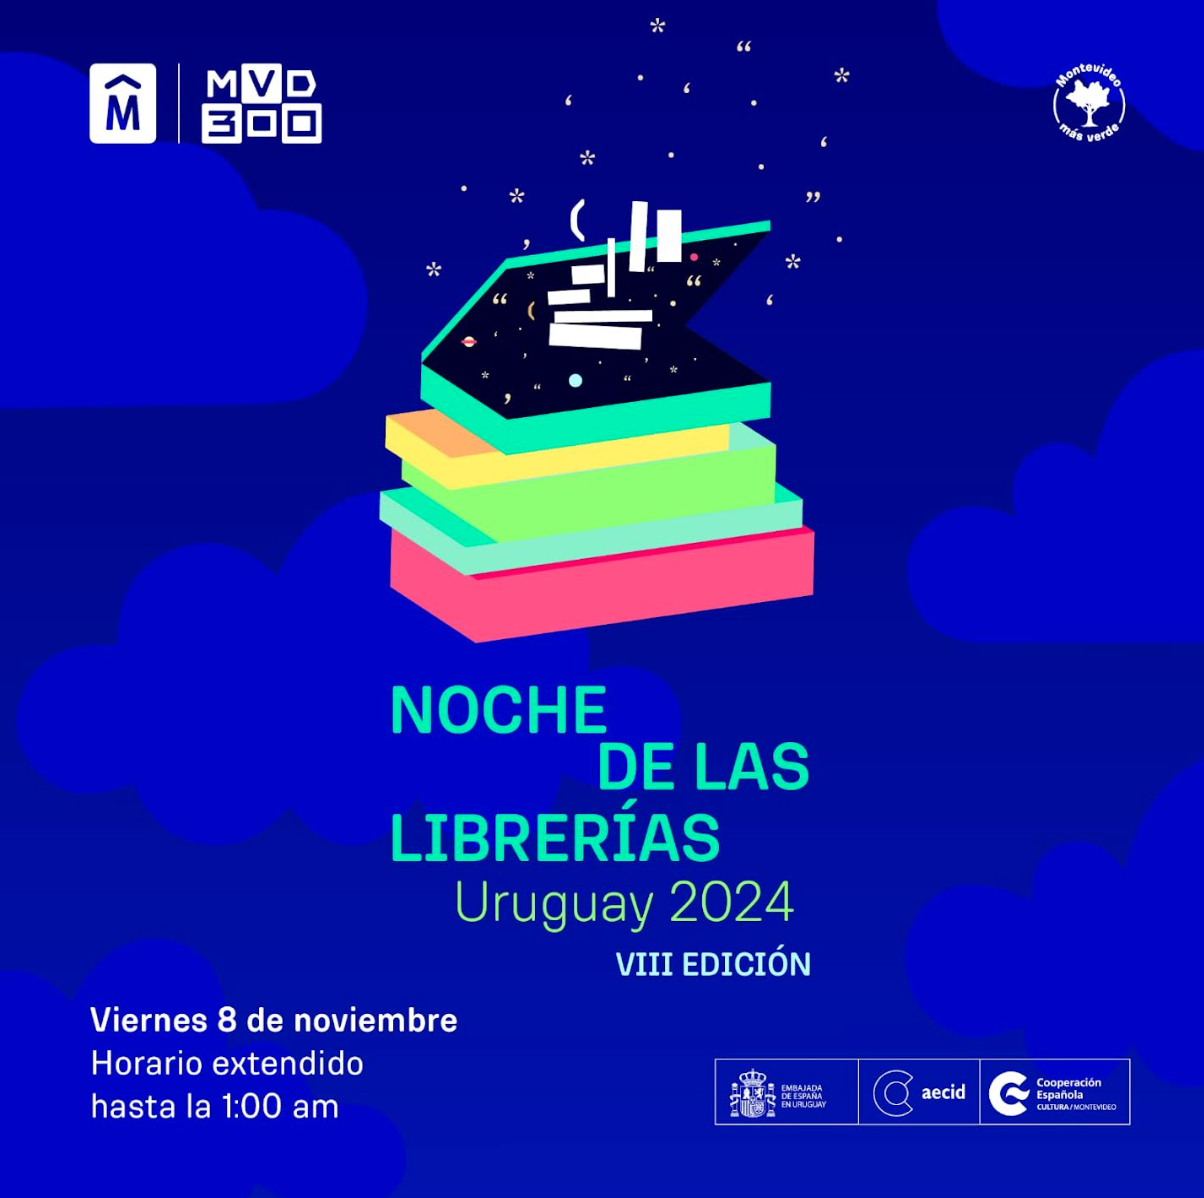 M
MVD
300
Montevideo
más verde
NOCHE
DE LAS
LIBRERÍAS
Uruguay 2024
VIII EDICIÓN
Viernes 8 de noviembre
Horario extendido
hasta la 1:00 am
EMBAJADA
DE ESPAÑA
EN URUGUAY
aecid
Cooperación
Española
CULTURA / MONTEVIDEO